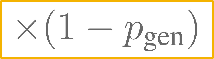 ×(1 − p_gen)